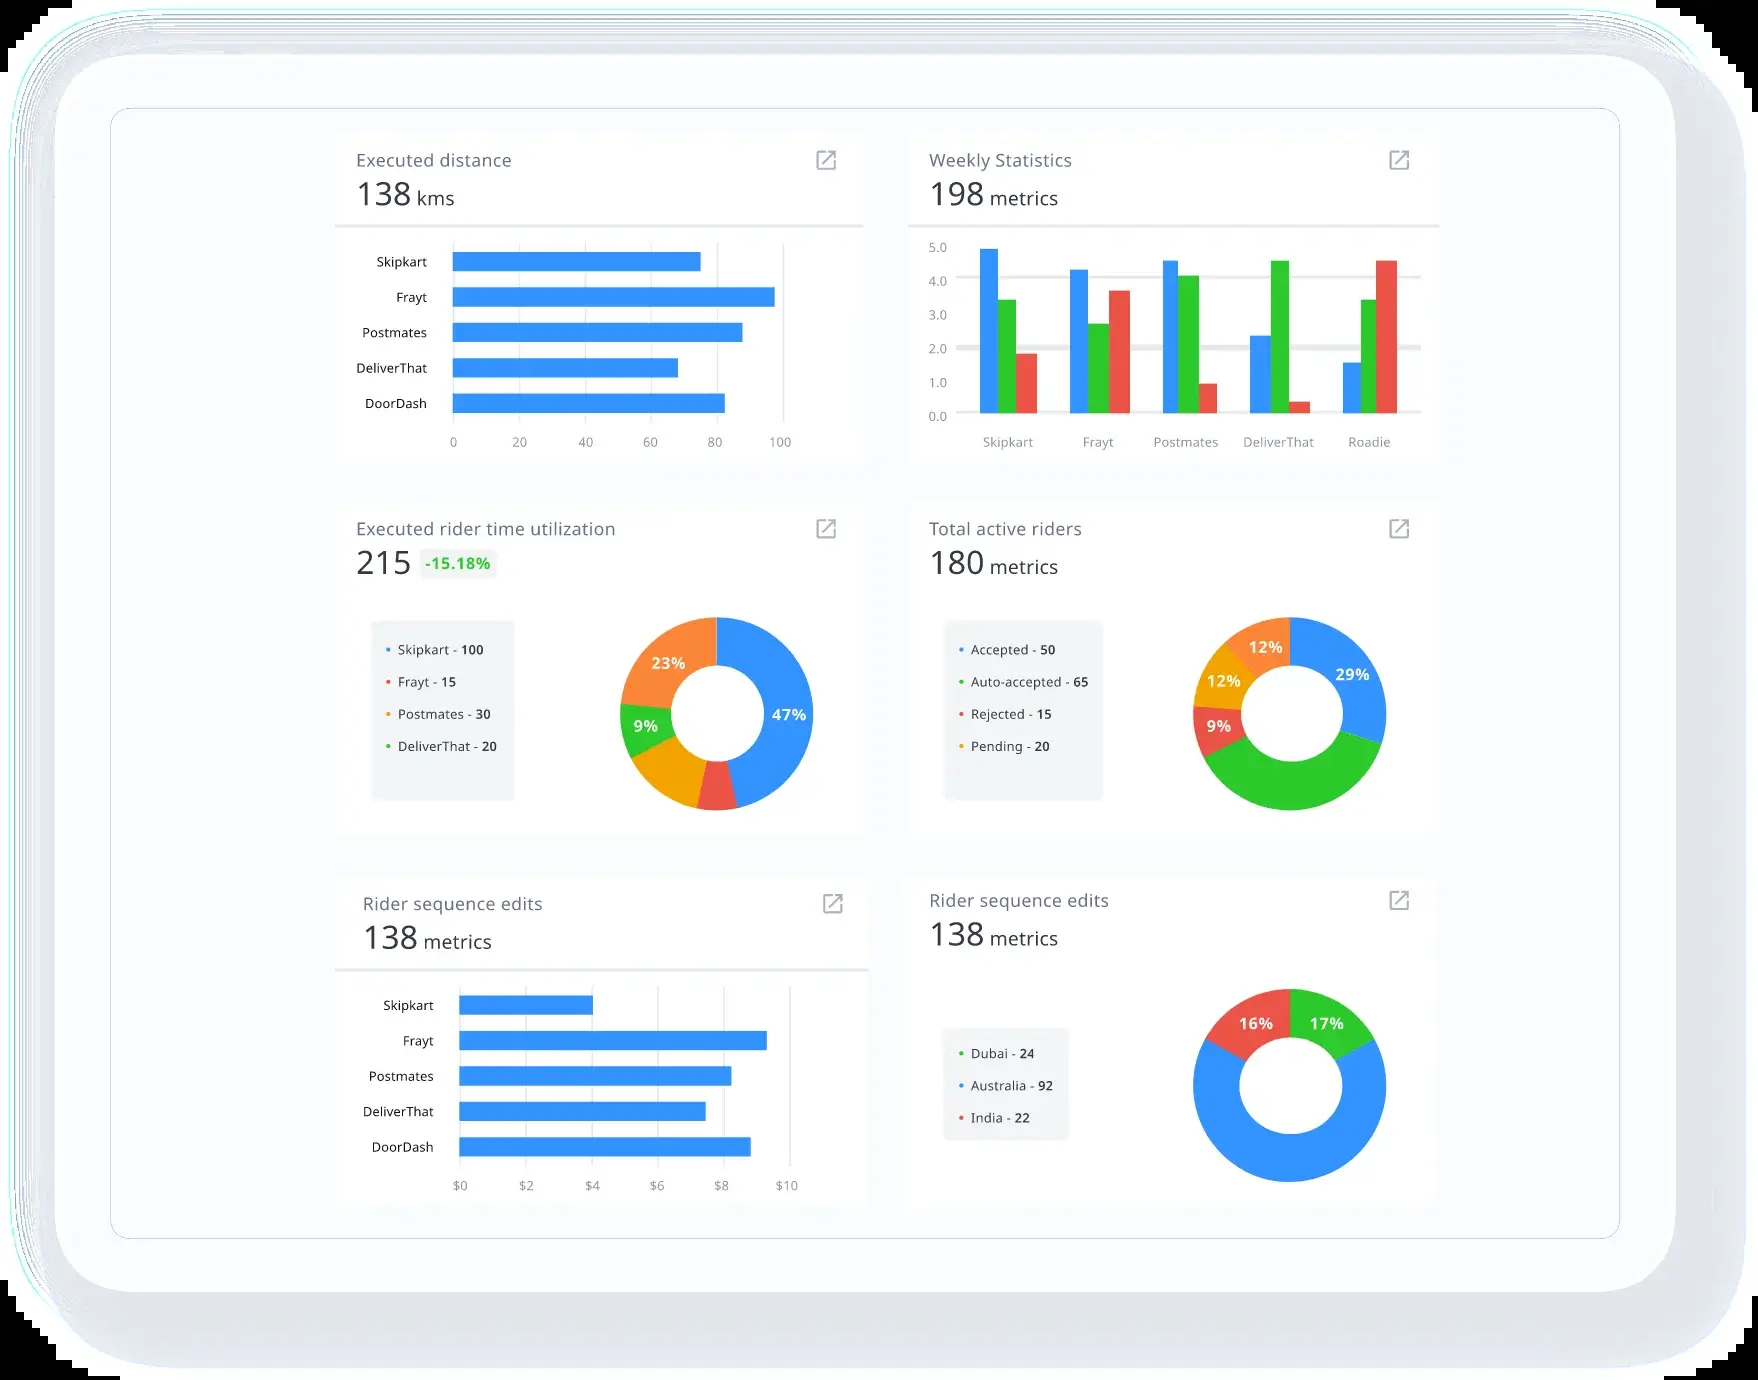 Executed distance
138 kms
Skipkart
Frayt
Postmates
DeliverThat
DoorDash
0 20 40 60 80 100
Weekly Statistics
198 metrics
5.0
4.0
3.0
2.0
1.0
0.0
Skipkart Frayt Postmates DeliverThat Roadie
Executed rider time utilization
215 -15.18%
Skipkart - 100
Frayt - 15
Postmates - 30
DeliverThat - 20
23%
47%
9%
Total active riders
180 metrics
Accepted - 50
Auto-accepted - 65
Rejected - 15
Pending - 20
12%
29%
12%
9%
Rider sequence edits
138 metrics
Skipkart
Frayt
Postmates
DeliverThat
DoorDash
$0 $2 $4 $6 $8 $10
Rider sequence edits
138 metrics
Dubai - 24
Australia - 92
India - 22
16% 17%